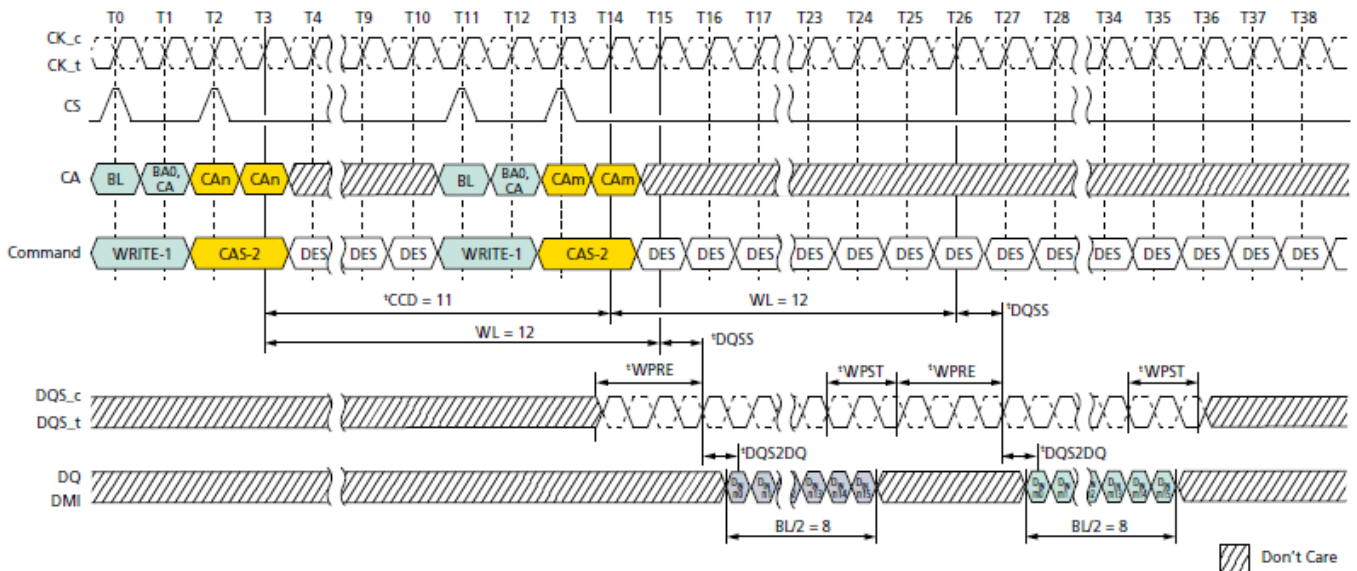 T0 T1 T2 T3 T4 T9 T10 T11 T12 T13 T14 T15 T16 T17 T23 T24 T25 T26 T27 T28 T34 T35 T36 T37 T38
CK_c
CK_t
CS
CA BL BA0, CA CAn CAn BL BA0, CA CAm CAm
Command WRITE-1 CAS-2 DES DES DES WRITE-1 CAS-2 DES DES DES DES DES DES DES DES DES DES DES DES DES DES
tCCD = 11 WL = 12 tDQSS
WL = 12 tDQSS
tWPRE tWPST tWPRE tWPST
DQS_c
DQS_t
tDQS2DQ tDQS2DQ
DQ
DMI
BL/2 = 8 BL/2 = 8
Don't Care